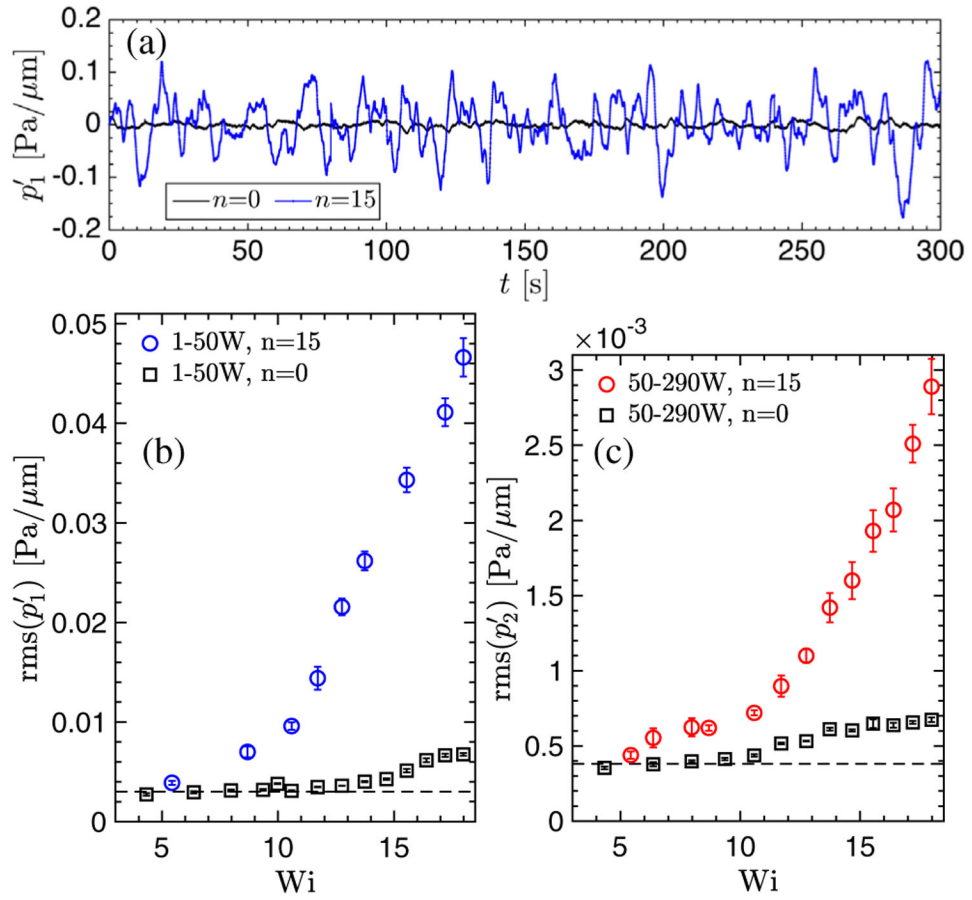 (a)
p′₁ [Pa/μm]
0.2
0.1
0
-0.1
-0.2
n=0 n=15
0 50 100 150 200 250 300
t [s]
(b)
rms(p′₁) [Pa/μm]
0.05
0.04
0.03
0.02
0.01
0
1-50W, n=15
1-50W, n=0
5 10 15
Wi
(c)
×10⁻³
rms(p′₂) [Pa/μm]
3
2.5
2
1.5
1
0.5
0
50-290W, n=15
50-290W, n=0
5 10 15
Wi